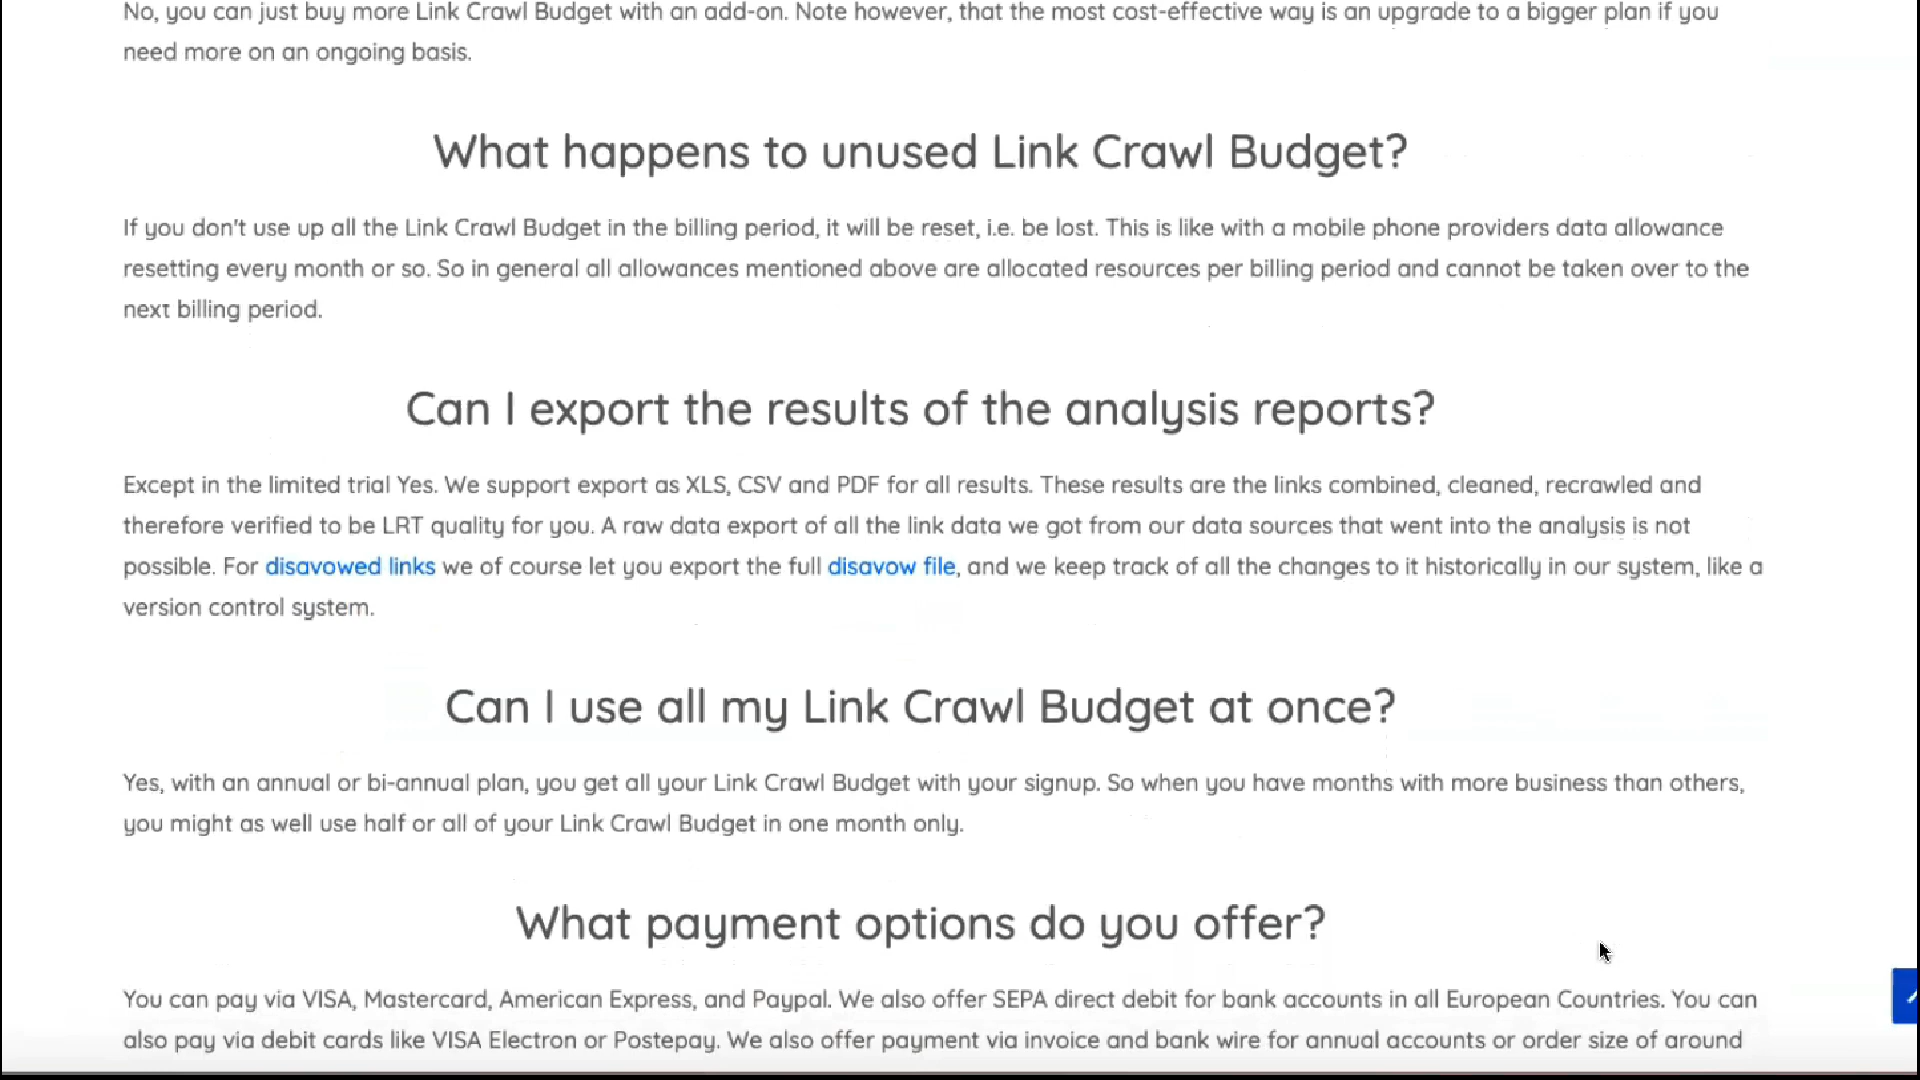 No, you can just buy more Link Crawl Budget with an add-on. Note however, that the most cost-effective way is an upgrade to a bigger plan if you
need more on an ongoing basis.
What happens to unused Link Crawl Budget?
If you don't use up all the Link Crawl Budget in the billing period, it will be reset, i.e. be lost. This is like with a mobile phone providers data allowance
resetting every month or so. So in general all allowances mentioned above are allocated resources per billing period and cannot be taken over to the
next billing period.
Can I export the results of the analysis reports?
Except in the limited trial Yes. We support export as XLS, CSV and PDF for all results. These results are the links combined, cleaned, recrawled and
therefore verified to be LRT quality for you. A raw data export of all the link data we got from our data sources that went into the analysis is not
possible. For disavowed links we of course let you export the full disavow file, and we keep track of all the changes to it historically in our system, like a
version control system.
Can I use all my Link Crawl Budget at once?
Yes, with an annual or bi-annual plan, you get all your Link Crawl Budget with your signup. So when you have months with more business than others,
you might as well use half or all of your Link Crawl Budget in one month only.
What payment options do you offer?
You can pay via VISA, Mastercard, American Express, and Paypal. We also offer SEPA direct debit for bank accounts in all European Countries. You can
also pay via debit cards like VISA Electron or Postepay. We also offer payment via invoice and bank wire for annual accounts or order size of around